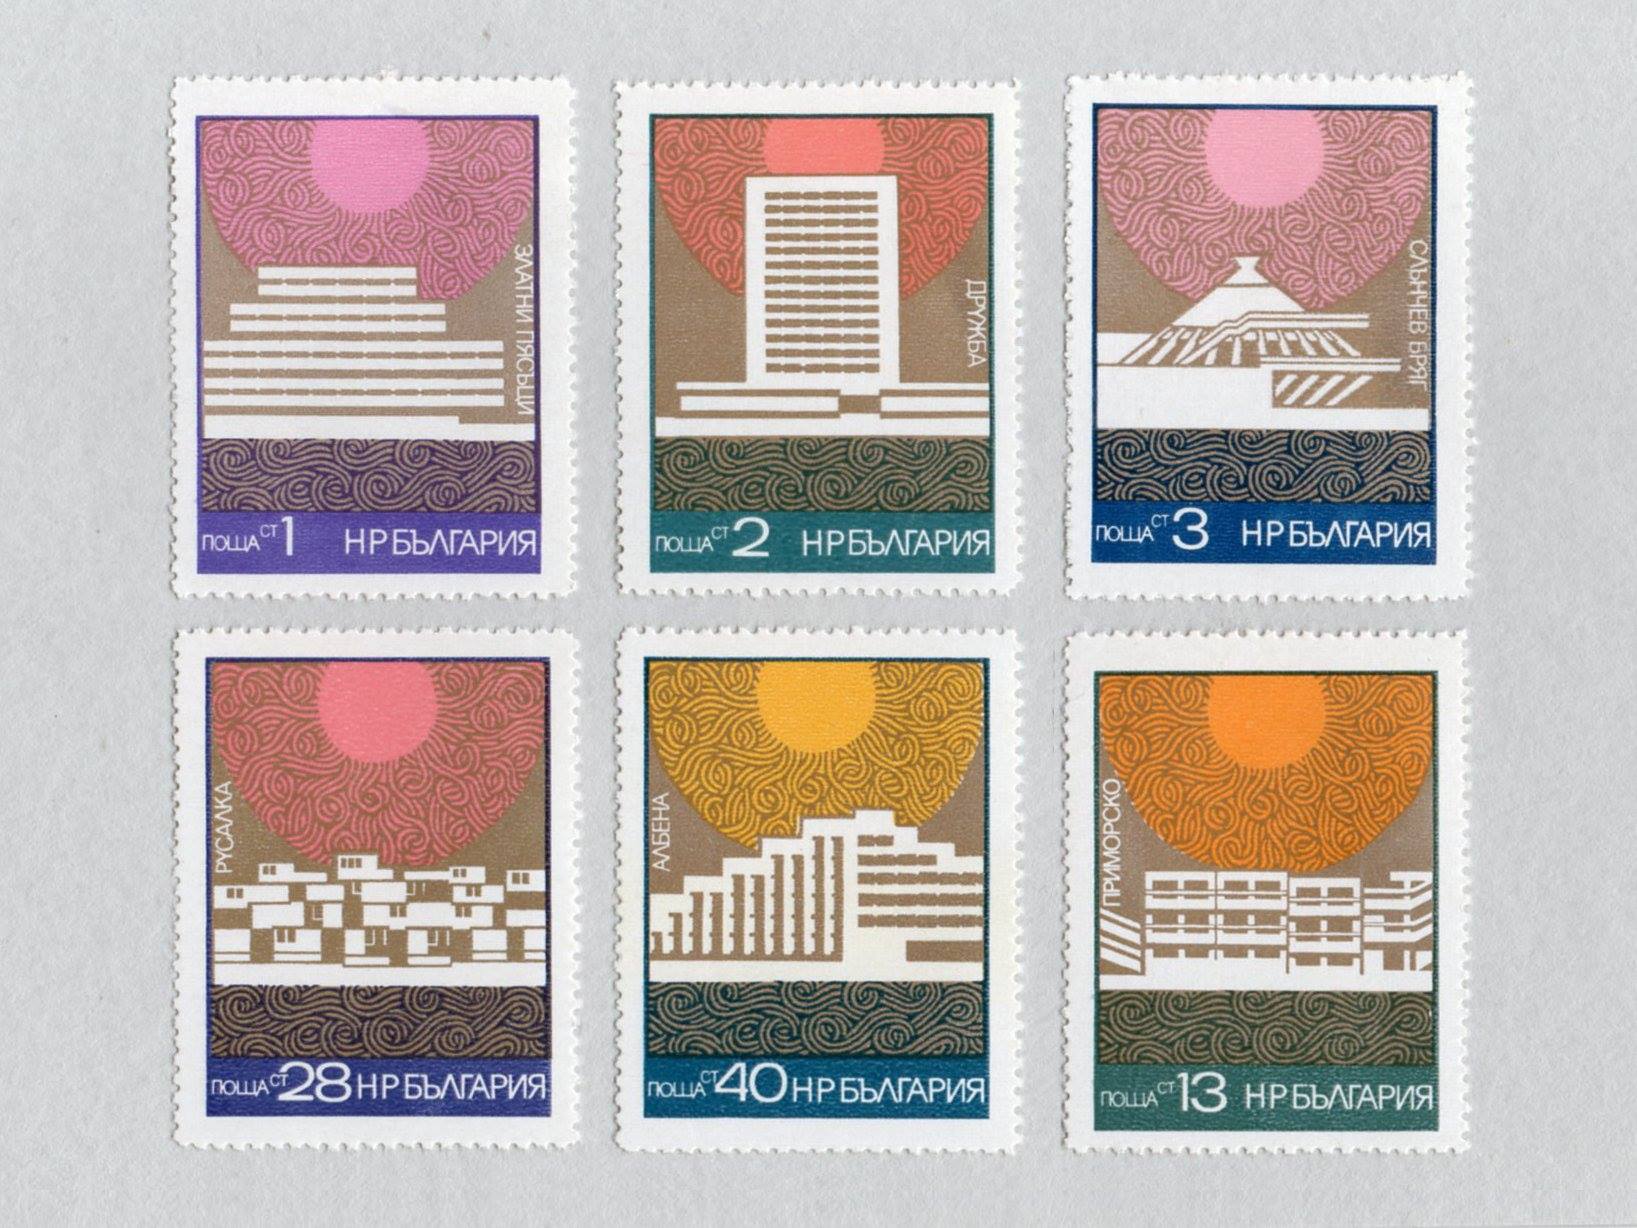 ЗЛАТНИ ПЯСЪЦИ
ПОЩА СТ 1 НР БЪЛГАРИЯ
ДРУЖБА
ПОЩА СТ 2 НР БЪЛГАРИЯ
СЛЪНЧЕВ БРЯГ
ПОЩА СТ 3 НР БЪЛГАРИЯ
РУСАЛКА
ПОЩА СТ 28 НР БЪЛГАРИЯ
АЛБЕНА
ПОЩА СТ 40 НР БЪЛГАРИЯ
ПРИМОРСКО
ПОЩА СТ 13 НР БЪЛГАРИЯ